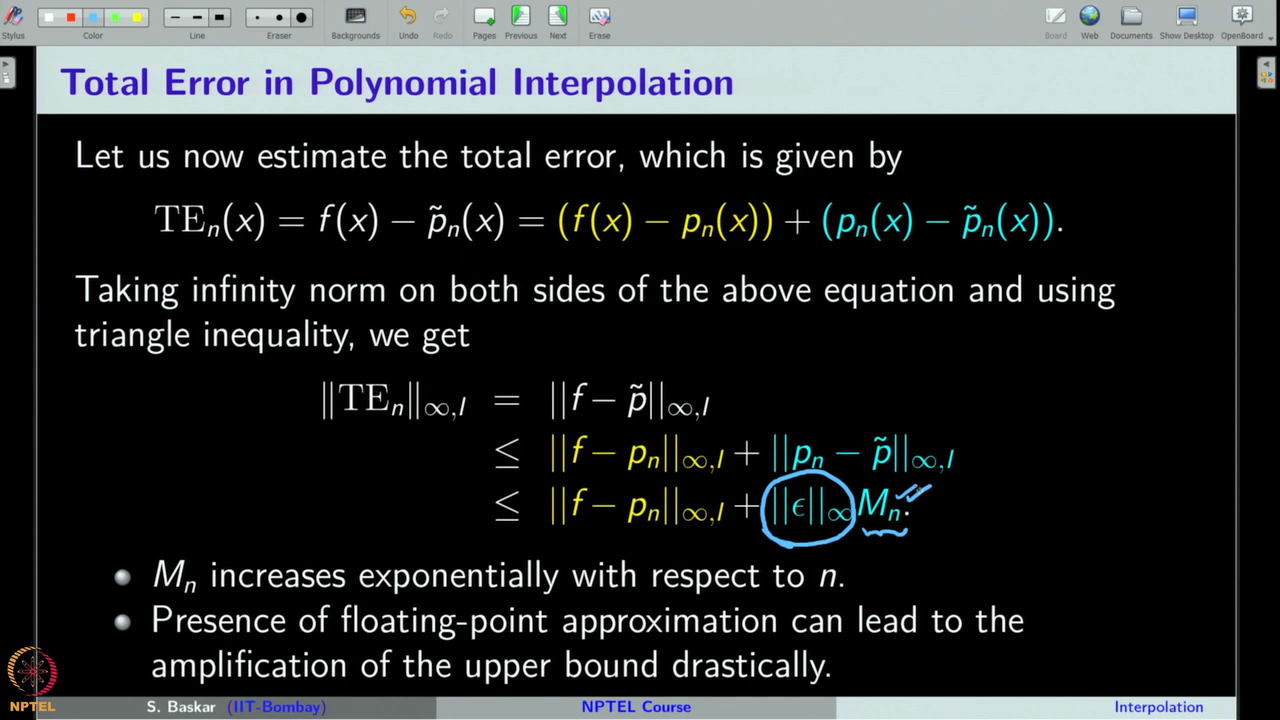 Stylus Color Line Eraser Backgrounds Undo Redo Pages Previous Next Erase Board Web Documents Show Desktop OpenBoard
Total Error in Polynomial Interpolation
Let us now estimate the total error, which is given by
TEₙ(x) = f(x) − p̃ₙ(x) = (f(x) − pₙ(x)) + (pₙ(x) − p̃ₙ(x)).
Taking infinity norm on both sides of the above equation and using
triangle inequality, we get
‖TEₙ‖∞,I = ||f − p̃||∞,I
≤ ||f − pₙ||∞,I + ||pₙ − p̃||∞,I
≤ ||f − pₙ||∞,I + ||ϵ||∞ Mₙ.
Mₙ increases exponentially with respect to n.
Presence of floating-point approximation can lead to the
amplification of the upper bound drastically.
NPTEL
S. Baskar (IIT-Bombay) NPTEL Course Interpolation